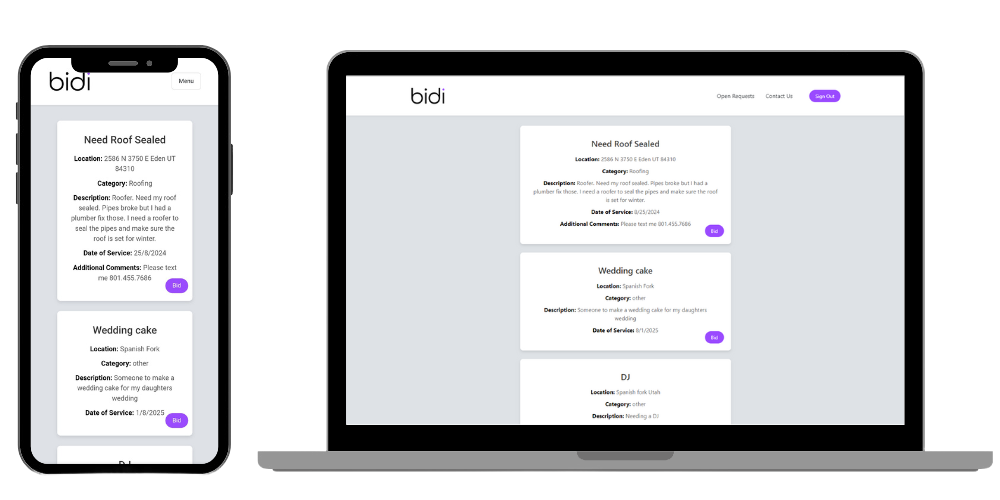 bidi
Menu
Need Roof Sealed
Location: 2586 N 3750 E Eden UT
84310
Category: Roofing
Description: Roofer. Need my roof
sealed. Pipes broke but I had a
plumber fix those. I need a roofer to
seal the pipes and make sure the
roof is set for winter.
Date of Service: 25/8/2024
Additional Comments: Please text
me 801.455.7686
Bid
Wedding cake
Location: Spanish Fork
Category: other
Description: Someone to make a
wedding cake for my daughters
wedding
Date of Service: 1/8/2025
Bid
DJ
bidi
Open Requests
Contact Us
Sign Out
Need Roof Sealed
Location: 2586 N 3750 E Eden UT 84310
Category: Roofing
Description: Roofer. Need my roof sealed. Pipes broke but I had a
plumber fix those. I need a roofer to seal the pipes and make sure the roof
is set for winter.
Date of Service: 8/25/2024
Additional Comments: Please text me 801.455.7686
Bid
Wedding cake
Location: Spanish Fork
Category: other
Description: Someone to make a wedding cake for my daughters
wedding
Date of Service: 8/1/2025
Bid
DJ
Location: Spanish fork Utah
Category: other
Description: Needing a DJ